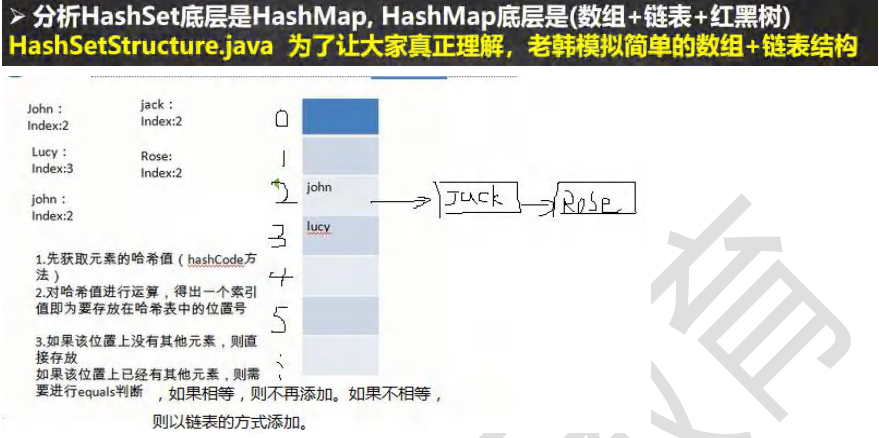 ➢ 分析HashSet底层是HashMap, HashMap底层是(数组+链表+红黑树)
HashSetStructure.java 为了让大家真正理解，老韩模拟简单的数组+链表结构
John：
Index:2
jack：
Index:2
Lucy：
Index:3
Rose:
Index:2
john：
Index:2
1.先获取元素的哈希值（hashCode方
法）
2.对哈希值进行运算，得出一个索引
值即为要存放在哈希表中的位置号
3.如果该位置上没有其他元素，则直
接存放
如果该位置上已经有其他元素，则需
要进行equals判断 ，如果相等，则不再添加。如果不相等，
则以链表的方式添加。
0
1
2 john Jack Rose
3 lucy
4
5
育